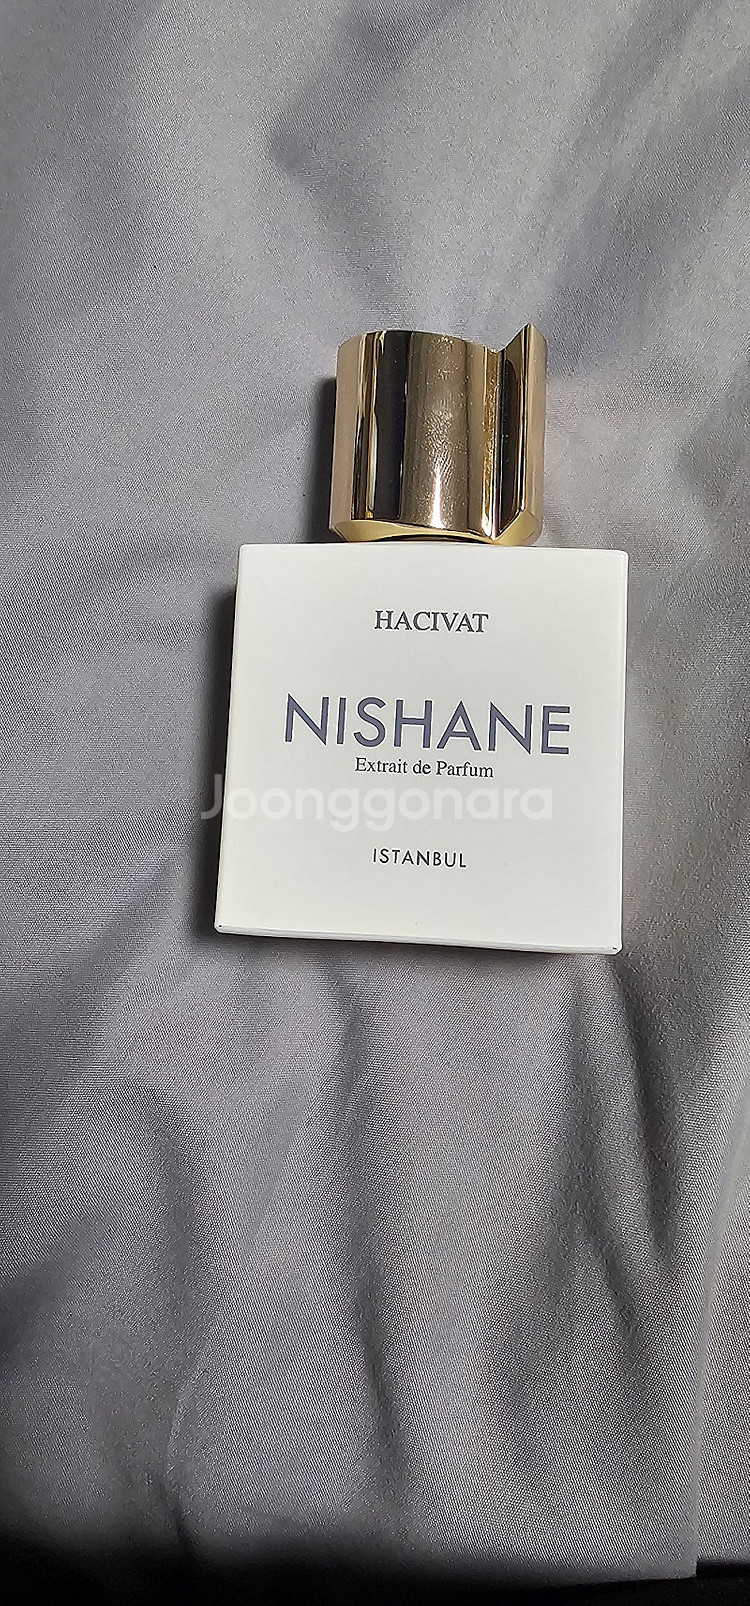 HACIVAT
NISHANE
Extrait de Parfum
Joonggonara
ISTANBUL